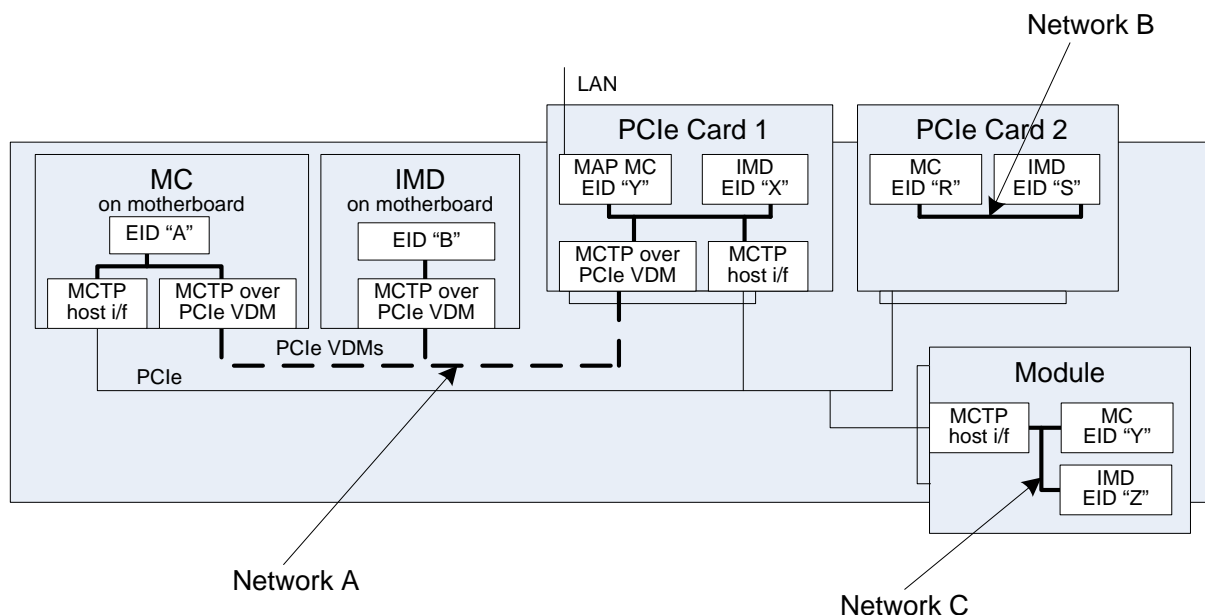 Network B
LAN
PCIe Card 1
PCIe Card 2
MAP MC
EID “Y”
IMD
EID “X”
MC
EID “R”
IMD
EID “S”
MC
on motherboard
IMD
on motherboard
EID “A”
EID “B”
MCTP over
PCIe VDM
MCTP
host i/f
MCTP
host i/f
MCTP over
PCIe VDM
MCTP over
PCIe VDM
PCIe VDMs
PCIe
Module
MCTP
host i/f
MC
EID “Y”
IMD
EID “Z”
Network A
Network C